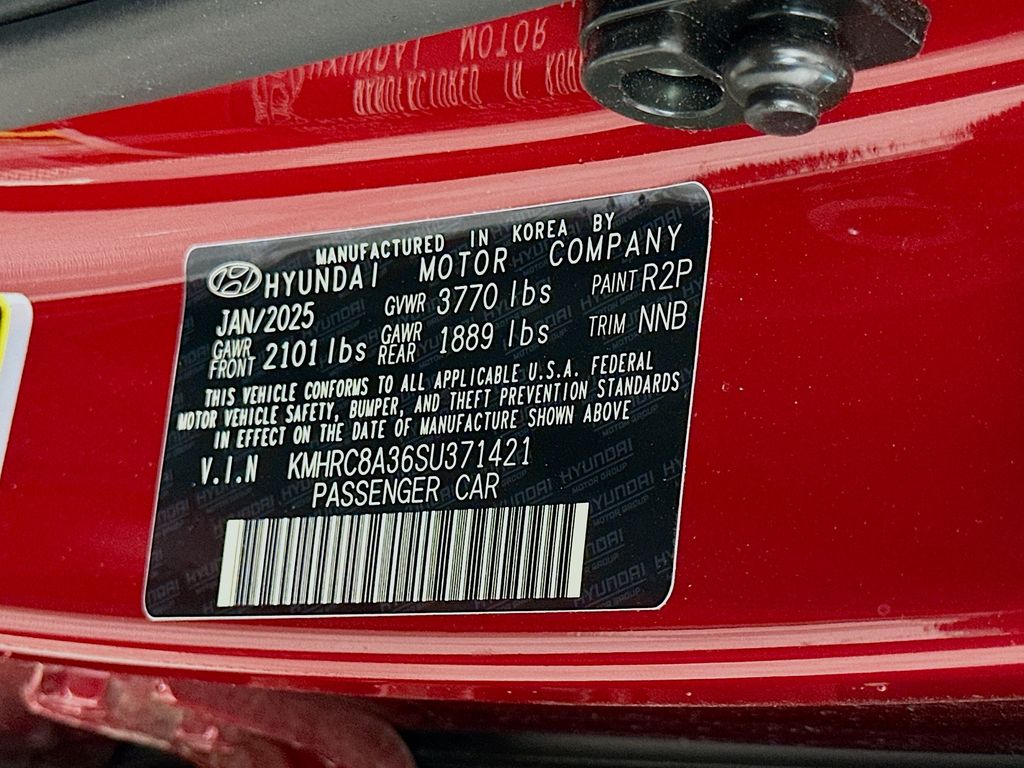 MANUFACTURED IN KOREA BY
HYUNDAI MOTOR COMPANY
JAN/2025 GVWR 3770 lbs PAINT R2P
GAWR FRONT 2101 lbs GAWR REAR 1889 lbs TRIM NNB
THIS VEHICLE CONFORMS TO ALL APPLICABLE U.S.A. FEDERAL
MOTOR VEHICLE SAFETY, BUMPER, AND THEFT PREVENTION STANDARDS
IN EFFECT ON THE DATE OF MANUFACTURE SHOWN ABOVE
V.I.N KMHRC8A36SU371421
PASSENGER CAR